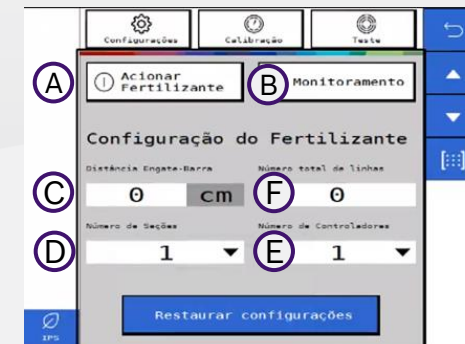 Configurações Calibração Teste
A Acionar Fertilizante B Monitoramento
Configuração do Fertilizante
Distância Engate-Barra Número total de linhas
C 0 cm F 0
Número de Seções Número de Controladores
D 1 E 1
Restaurar configurações
IPS